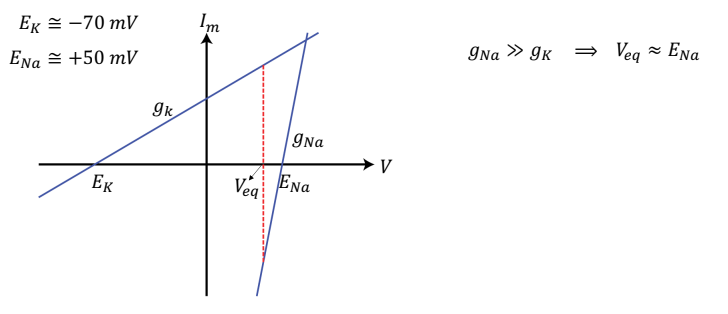 E_K ≅ −70 mV
E_Na ≅ +50 mV
I_m
g_Na ≫ g_K ⟹ V_eq ≈ E_Na
g_k
g_Na
V
E_K
V_eq
E_Na